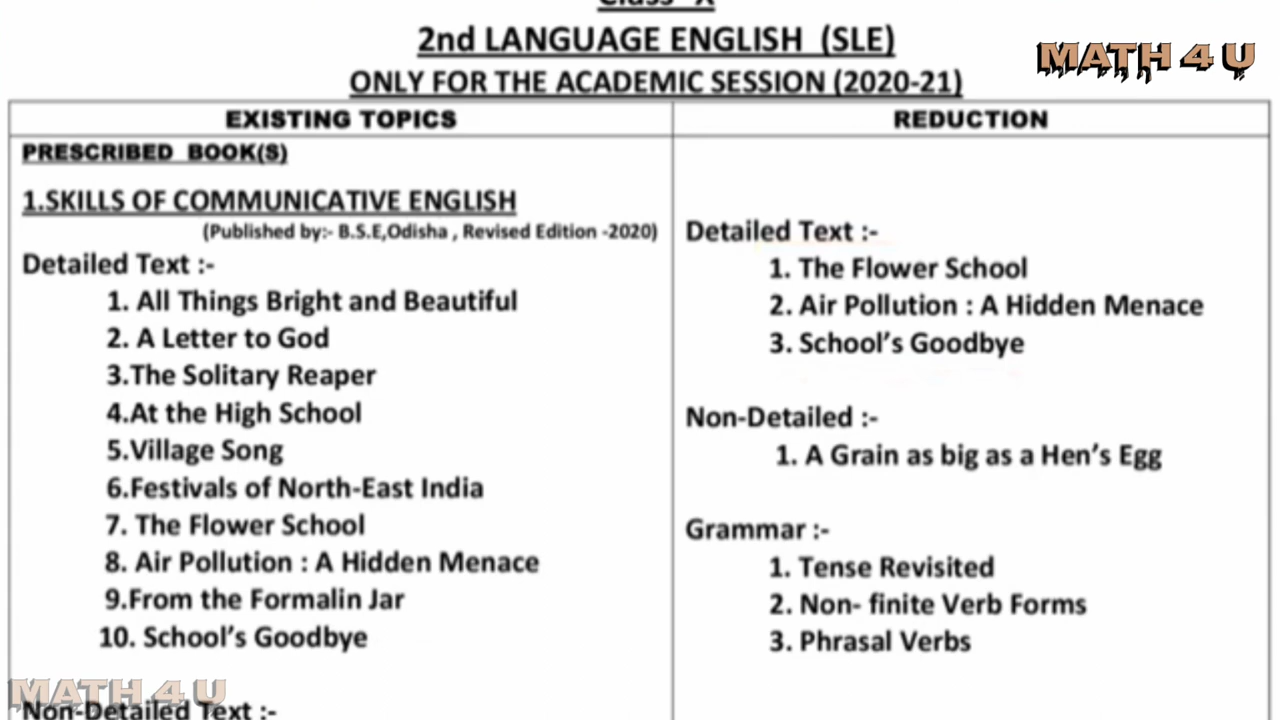 Class -X
2nd LANGUAGE ENGLISH (SLE)
MATH 4 U
ONLY FOR THE ACADEMIC SESSION (2020-21)
EXISTING TOPICS
REDUCTION
PRESCRIBED BOOK(S)
1.SKILLS OF COMMUNICATIVE ENGLISH
(Published by:- B.S.E,Odisha , Revised Edition -2020)
Detailed Text :-
1. All Things Bright and Beautiful
2. A Letter to God
3.The Solitary Reaper
4.At the High School
5.Village Song
6.Festivals of North-East India
7. The Flower School
8. Air Pollution : A Hidden Menace
9.From the Formalin Jar
10. School's Goodbye
Non-Detailed Text :-
Detailed Text :-
1. The Flower School
2. Air Pollution : A Hidden Menace
3. School's Goodbye
Non-Detailed :-
1. A Grain as big as a Hen's Egg
Grammar :-
1. Tense Revisited
2. Non- finite Verb Forms
3. Phrasal Verbs
MATH 4 U